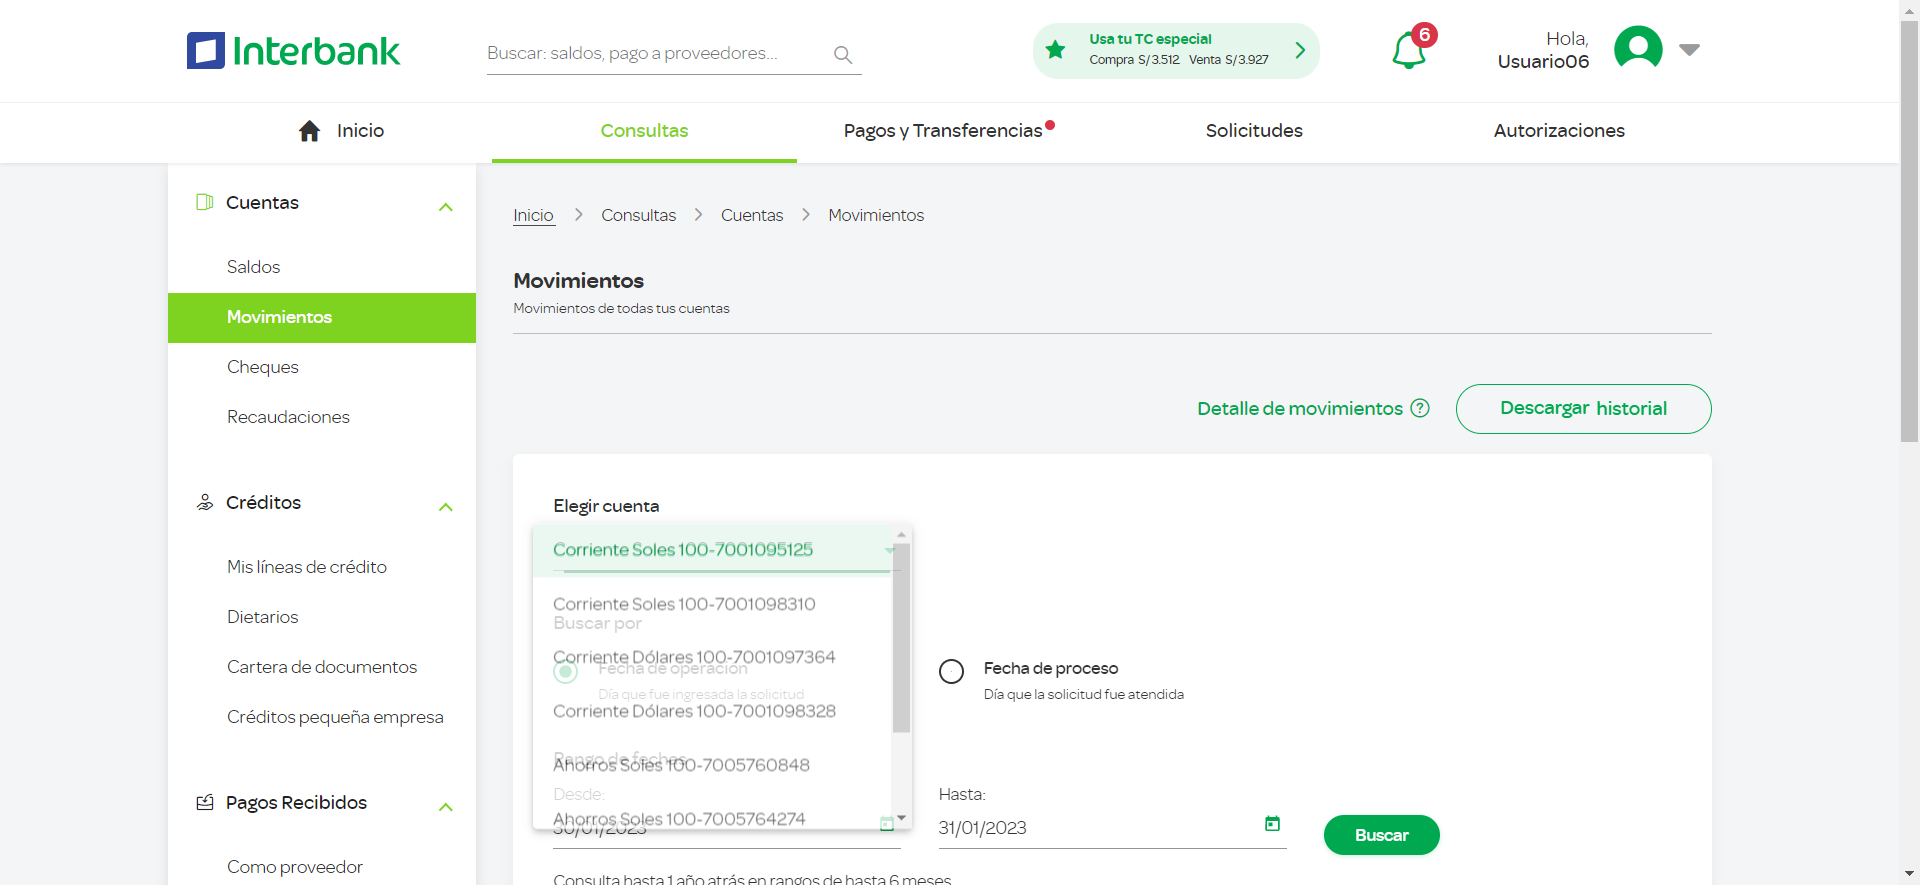 Interbank
Buscar: saldos, pago a proveedores...
Usa tu TC especial
Compra S/3.512 Venta S/3.927
6
Hola,
Usuario06
Inicio
Consultas
Pagos y Transferencias
Solicitudes
Autorizaciones
Cuentas
Saldos
Movimientos
Cheques
Recaudaciones
Créditos
Mis líneas de crédito
Dietarios
Cartera de documentos
Créditos pequeña empresa
Pagos Recibidos
Como proveedor
Inicio > Consultas > Cuentas > Movimientos
Movimientos
Movimientos de todas tus cuentas
Detalle de movimientos ?
Descargar historial
Elegir cuenta
Corriente Soles 100-7001095125
Corriente Soles 100-7001098310
Buscar por
Corriente Dólares 100-7001097364
Fecha de operación
Día que fue ingresada la solicitud
Corriente Dólares 100-7001098328
Fecha de proceso
Día que la solicitud fue atendida
Rango de fechas
Ahorros Soles 100-7005760848
Desde:
Ahorros Soles 100-7005764274
30/01/2023
Hasta:
31/01/2023
Buscar
Consulta hasta 1 año atrás en rangos de hasta 6 meses